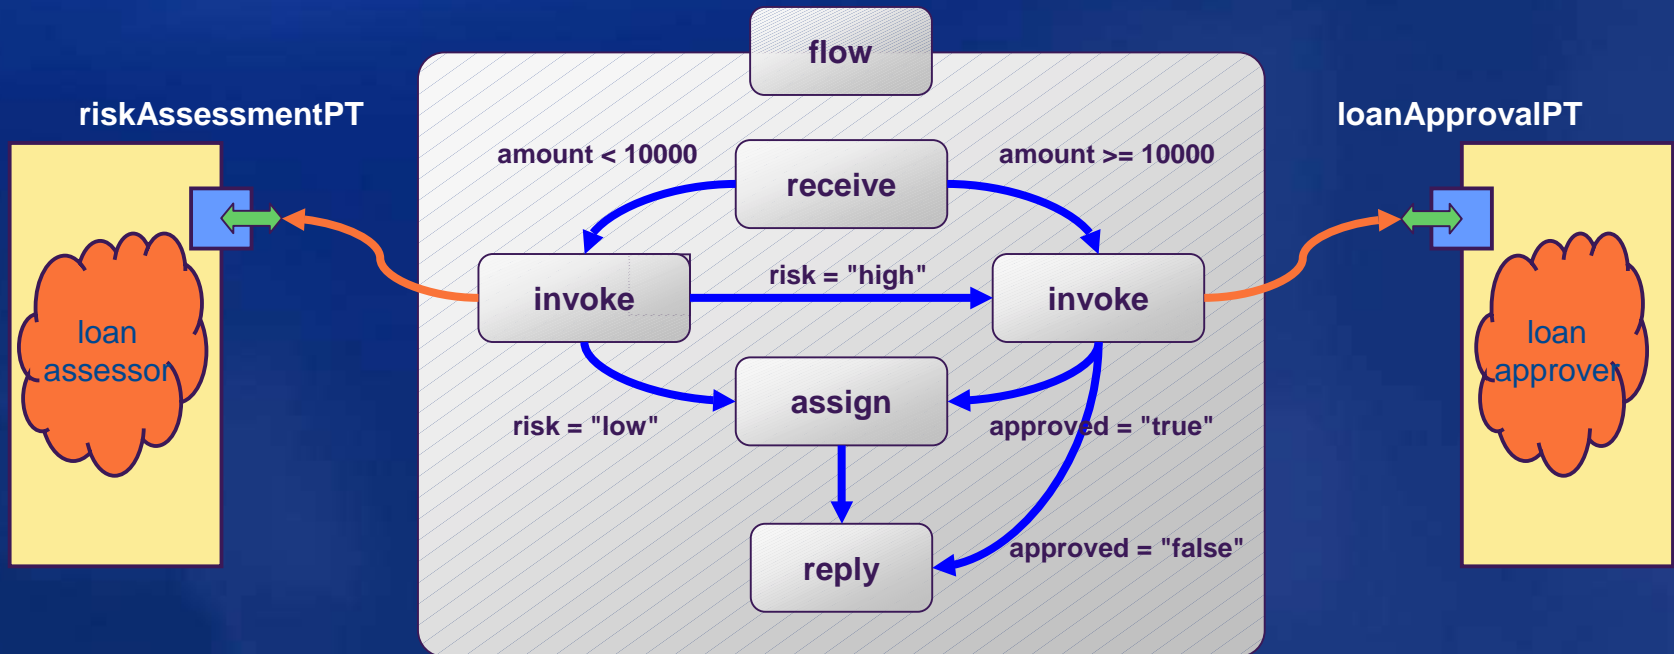 flow
riskAssessmentPT
loanApprovalPT
amount < 10000
receive
amount >= 10000
invoke
risk = "high"
invoke
loan
assessor
loan
approver
risk = "low"
assign
approved = "true"
reply
approved = "false"